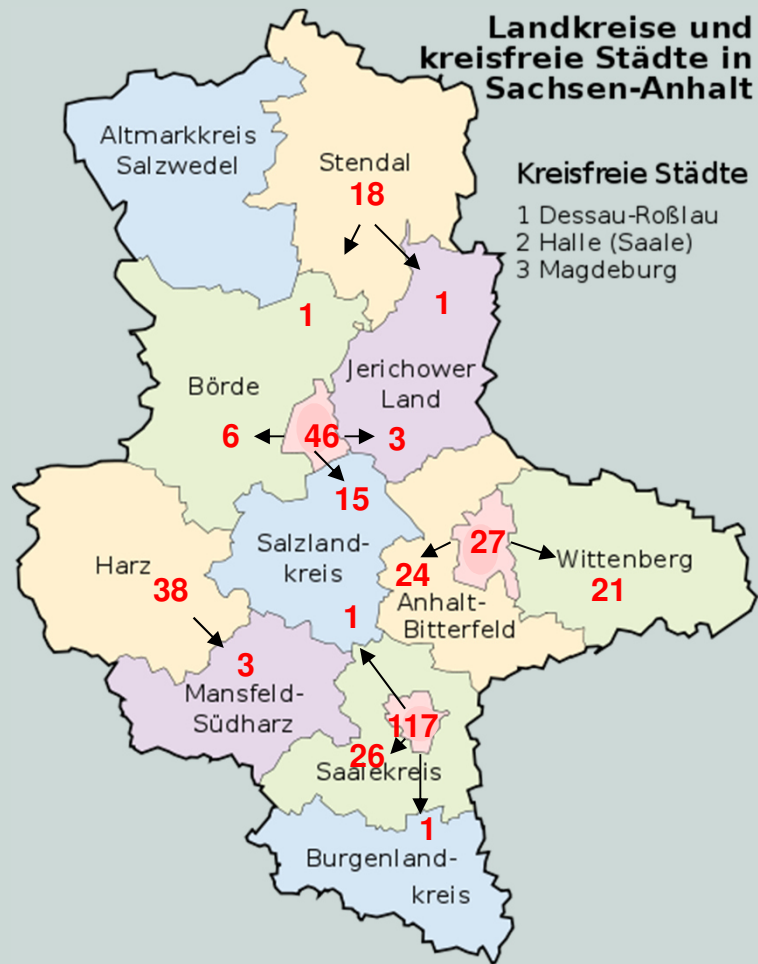 Landkreise und
kreisfreie Städte in
Sachsen-Anhalt
Kreisfreie Städte
1 Dessau-Roßlau
2 Halle (Saale)
3 Magdeburg
Altmarkkreis
Salzwedel
Stendal
18
1
1
Börde
Jerichower
Land
6
46
3
15
Salzland-
kreis
1
Harz
38
27
24
Anhalt-
Bitterfeld
Wittenberg
21
3
Mansfeld-
Südharz
117
26
Saalekreis
1
Burgenland-
kreis